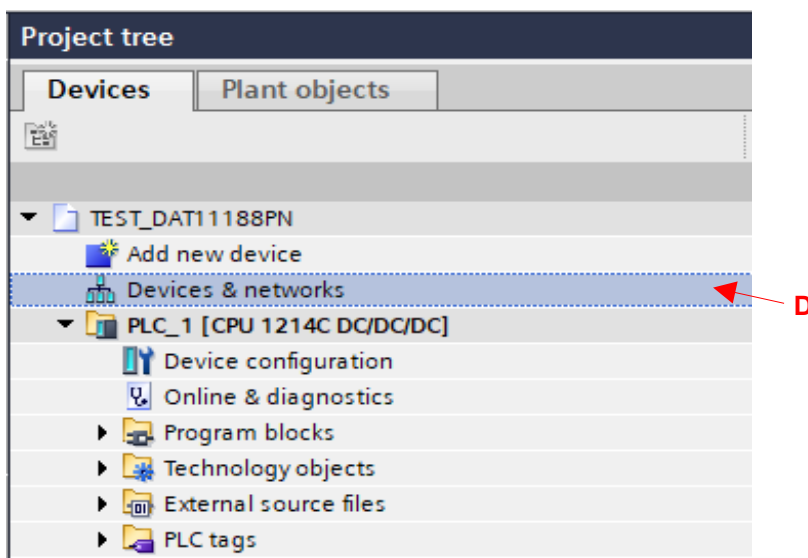 Project tree
Devices
Plant objects
TEST_DAT11188PN
Add new device
Devices & networks
D
PLC_1 [CPU 1214C DC/DC/DC]
Device configuration
Online & diagnostics
Program blocks
Technology objects
External source files
PLC tags